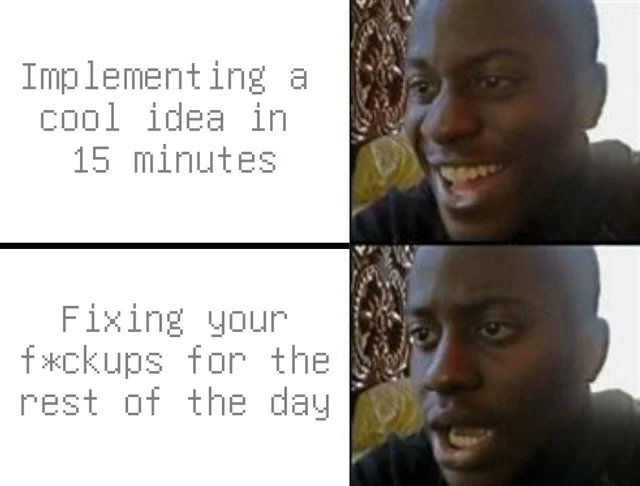 Implementing a
cool idea in
15 minutes
Fixing your
f*ckups for the
rest of the day